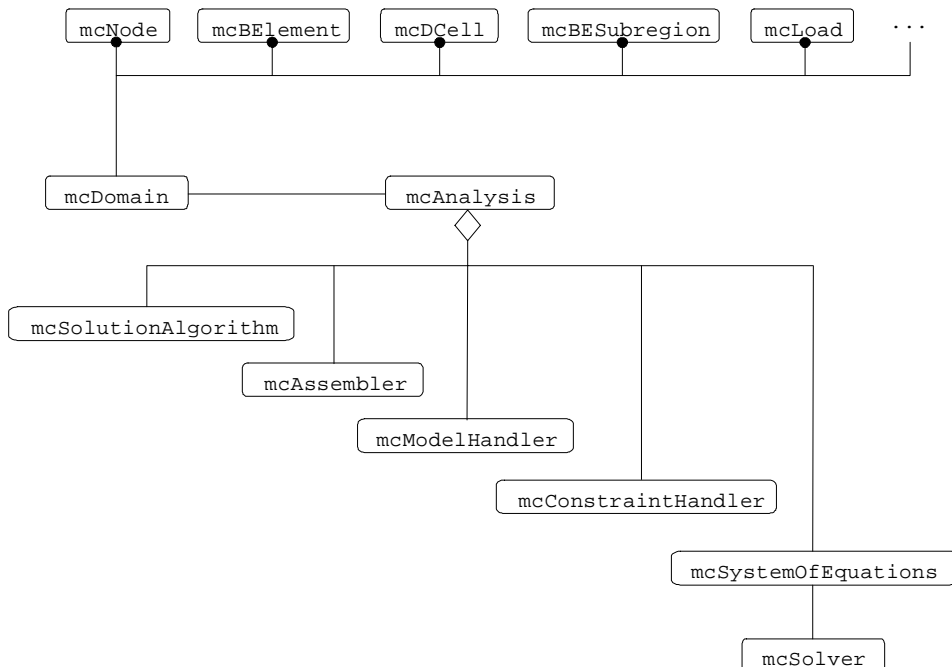 mcNode mcBElement mcDCell mcBESubregion mcLoad ...
mcDomain mcAnalysis
mcSolutionAlgorithm
mcAssembler
mcModelHandler
mcConstraintHandler
mcSystemOfEquations
mcSolver